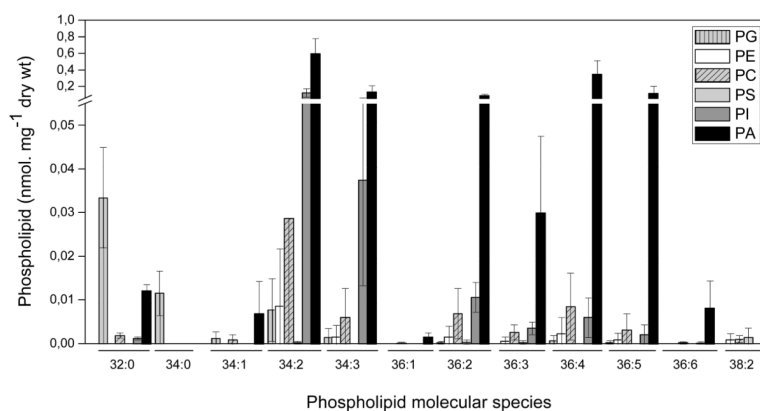 1,0
0,8
0,6
0,4
0,2
0,05
0,04
0,03
0,02
0,01
0,00
Phospholipid (nmol. mg⁻¹ dry wt)
PG
PE
PC
PS
PI
PA
32:0 34:0 34:1 34:2 34:3 36:1 36:2 36:3 36:4 36:5 36:6 38:2
Phospholipid molecular species